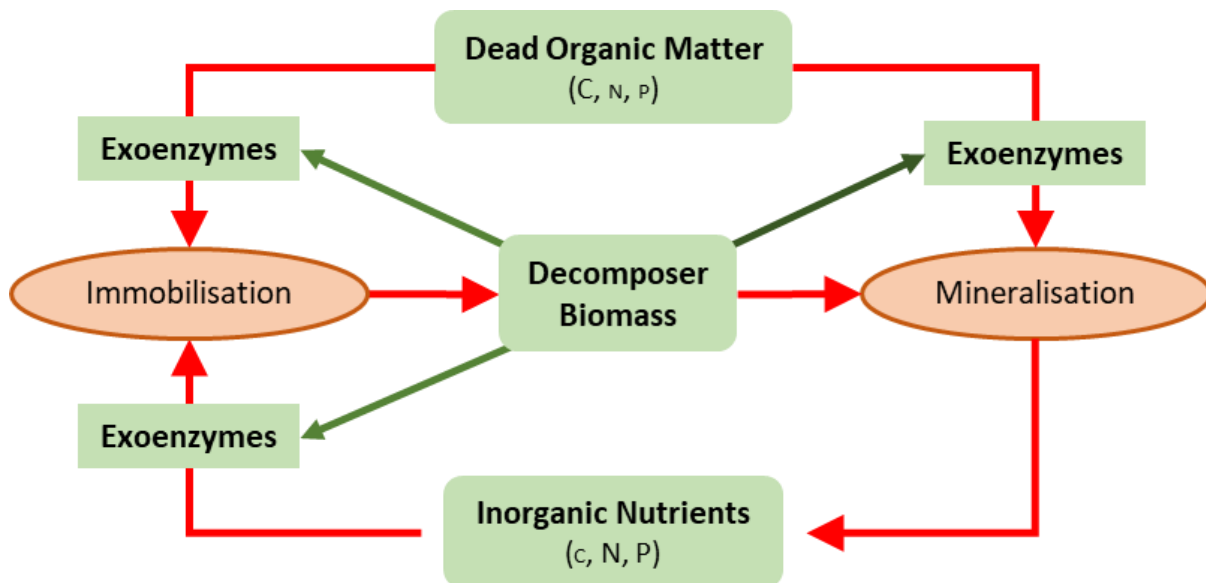 Dead Organic Matter
(C, N, P)
Exoenzymes
Exoenzymes
Immobilisation
Decomposer
Biomass
Mineralisation
Exoenzymes
Inorganic Nutrients
(C, N, P)